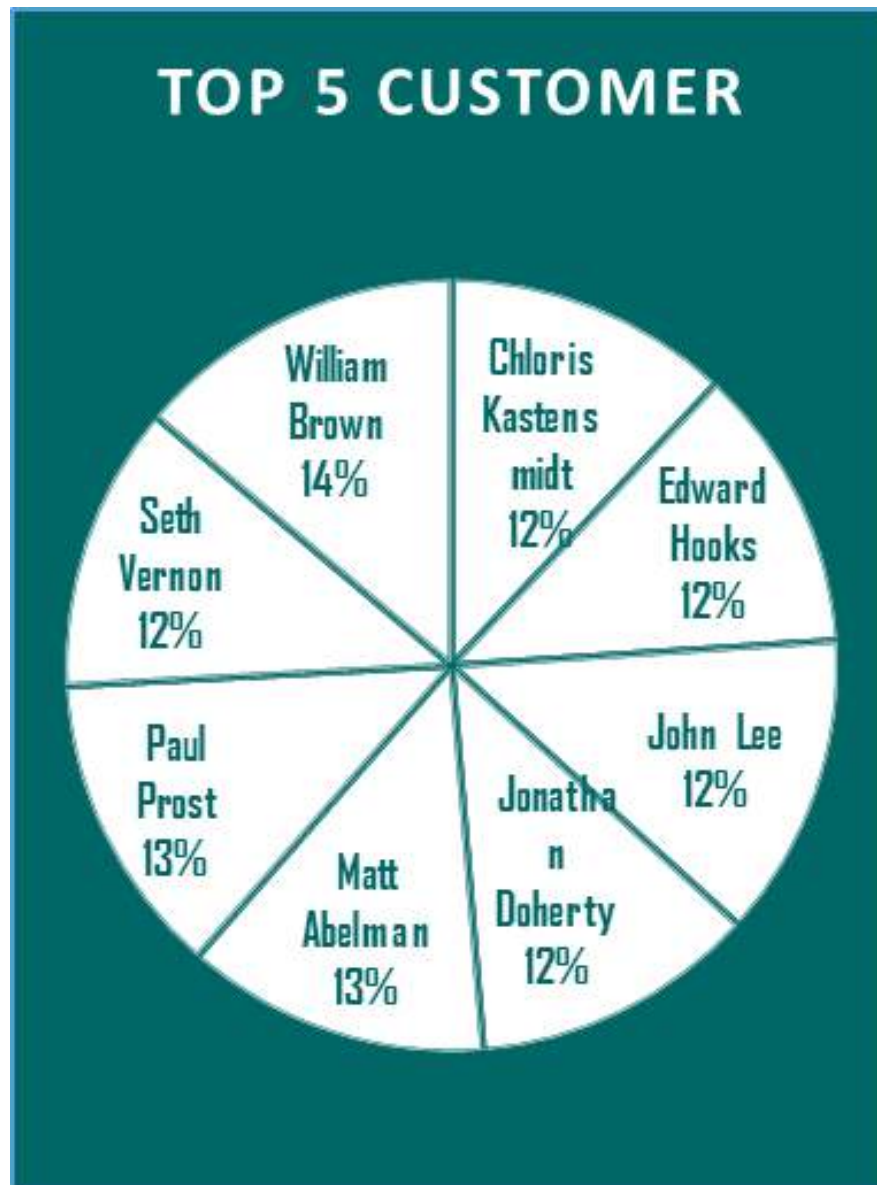 TOP 5 CUSTOMER
William
Brown
14%
Chloris
Kastens
midt
12%
Edward
Hooks
12%
Seth
Vernon
12%
John Lee
12%
Paul
Prost
13%
Jonatha
n
Doherty
12%
Matt
Abelman
13%